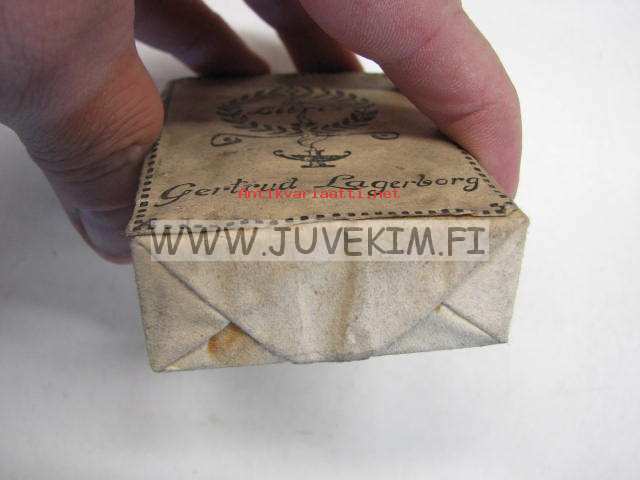 Gertrud Lagerborg
Antikvariaatti.net
WWW.JUVEKIM.FI